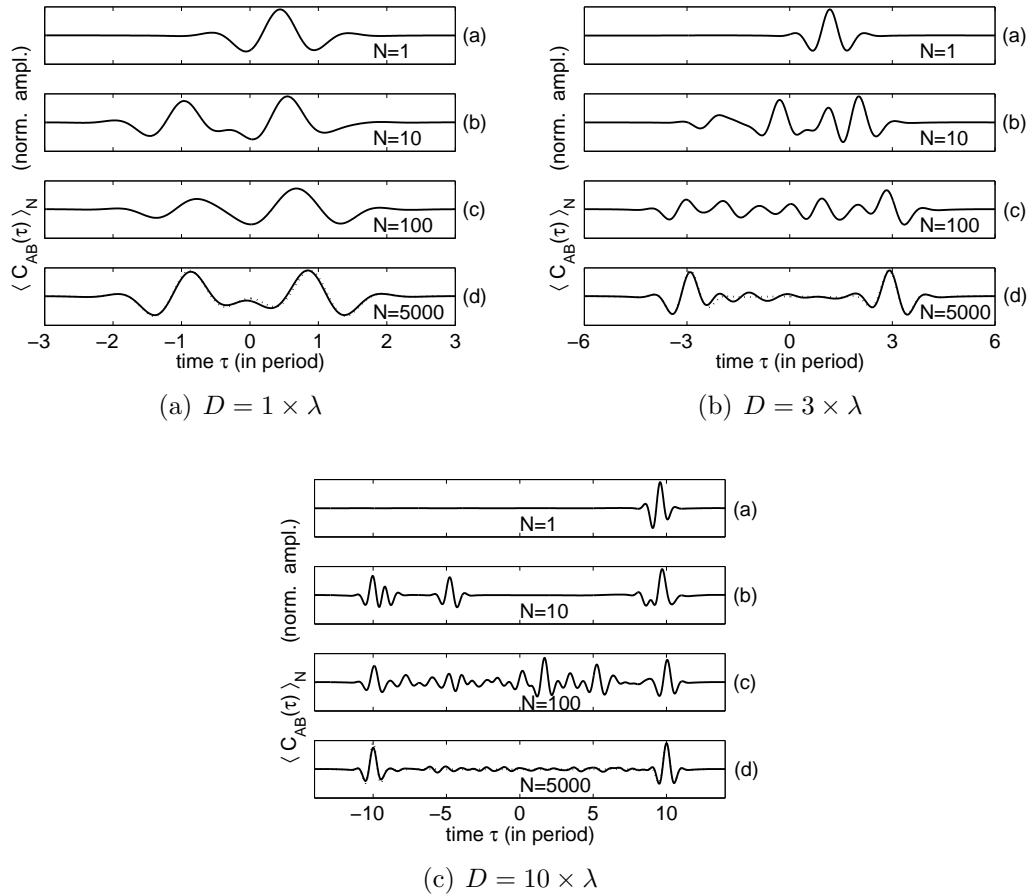 (a)
N=1
(b)
N=10
(c)
N=100
(d)
N=5000
⟨ C_AB(τ) ⟩_N (norm. ampl.)
−3 −2 −1 0 1 2 3
time τ (in period)
(a) D = 1 × λ
(a)
N=1
(b)
N=10
(c)
N=100
(d)
N=5000
⟨ C_AB(τ) ⟩_N (norm. ampl.)
−6 −3 0 3 6
time τ (in period)
(b) D = 3 × λ
(a)
N=1
(b)
N=10
(c)
N=100
(d)
N=5000
⟨ C_AB(τ) ⟩_N (norm. ampl.)
−10 −5 0 5 10
time τ (in period)
(c) D = 10 × λ